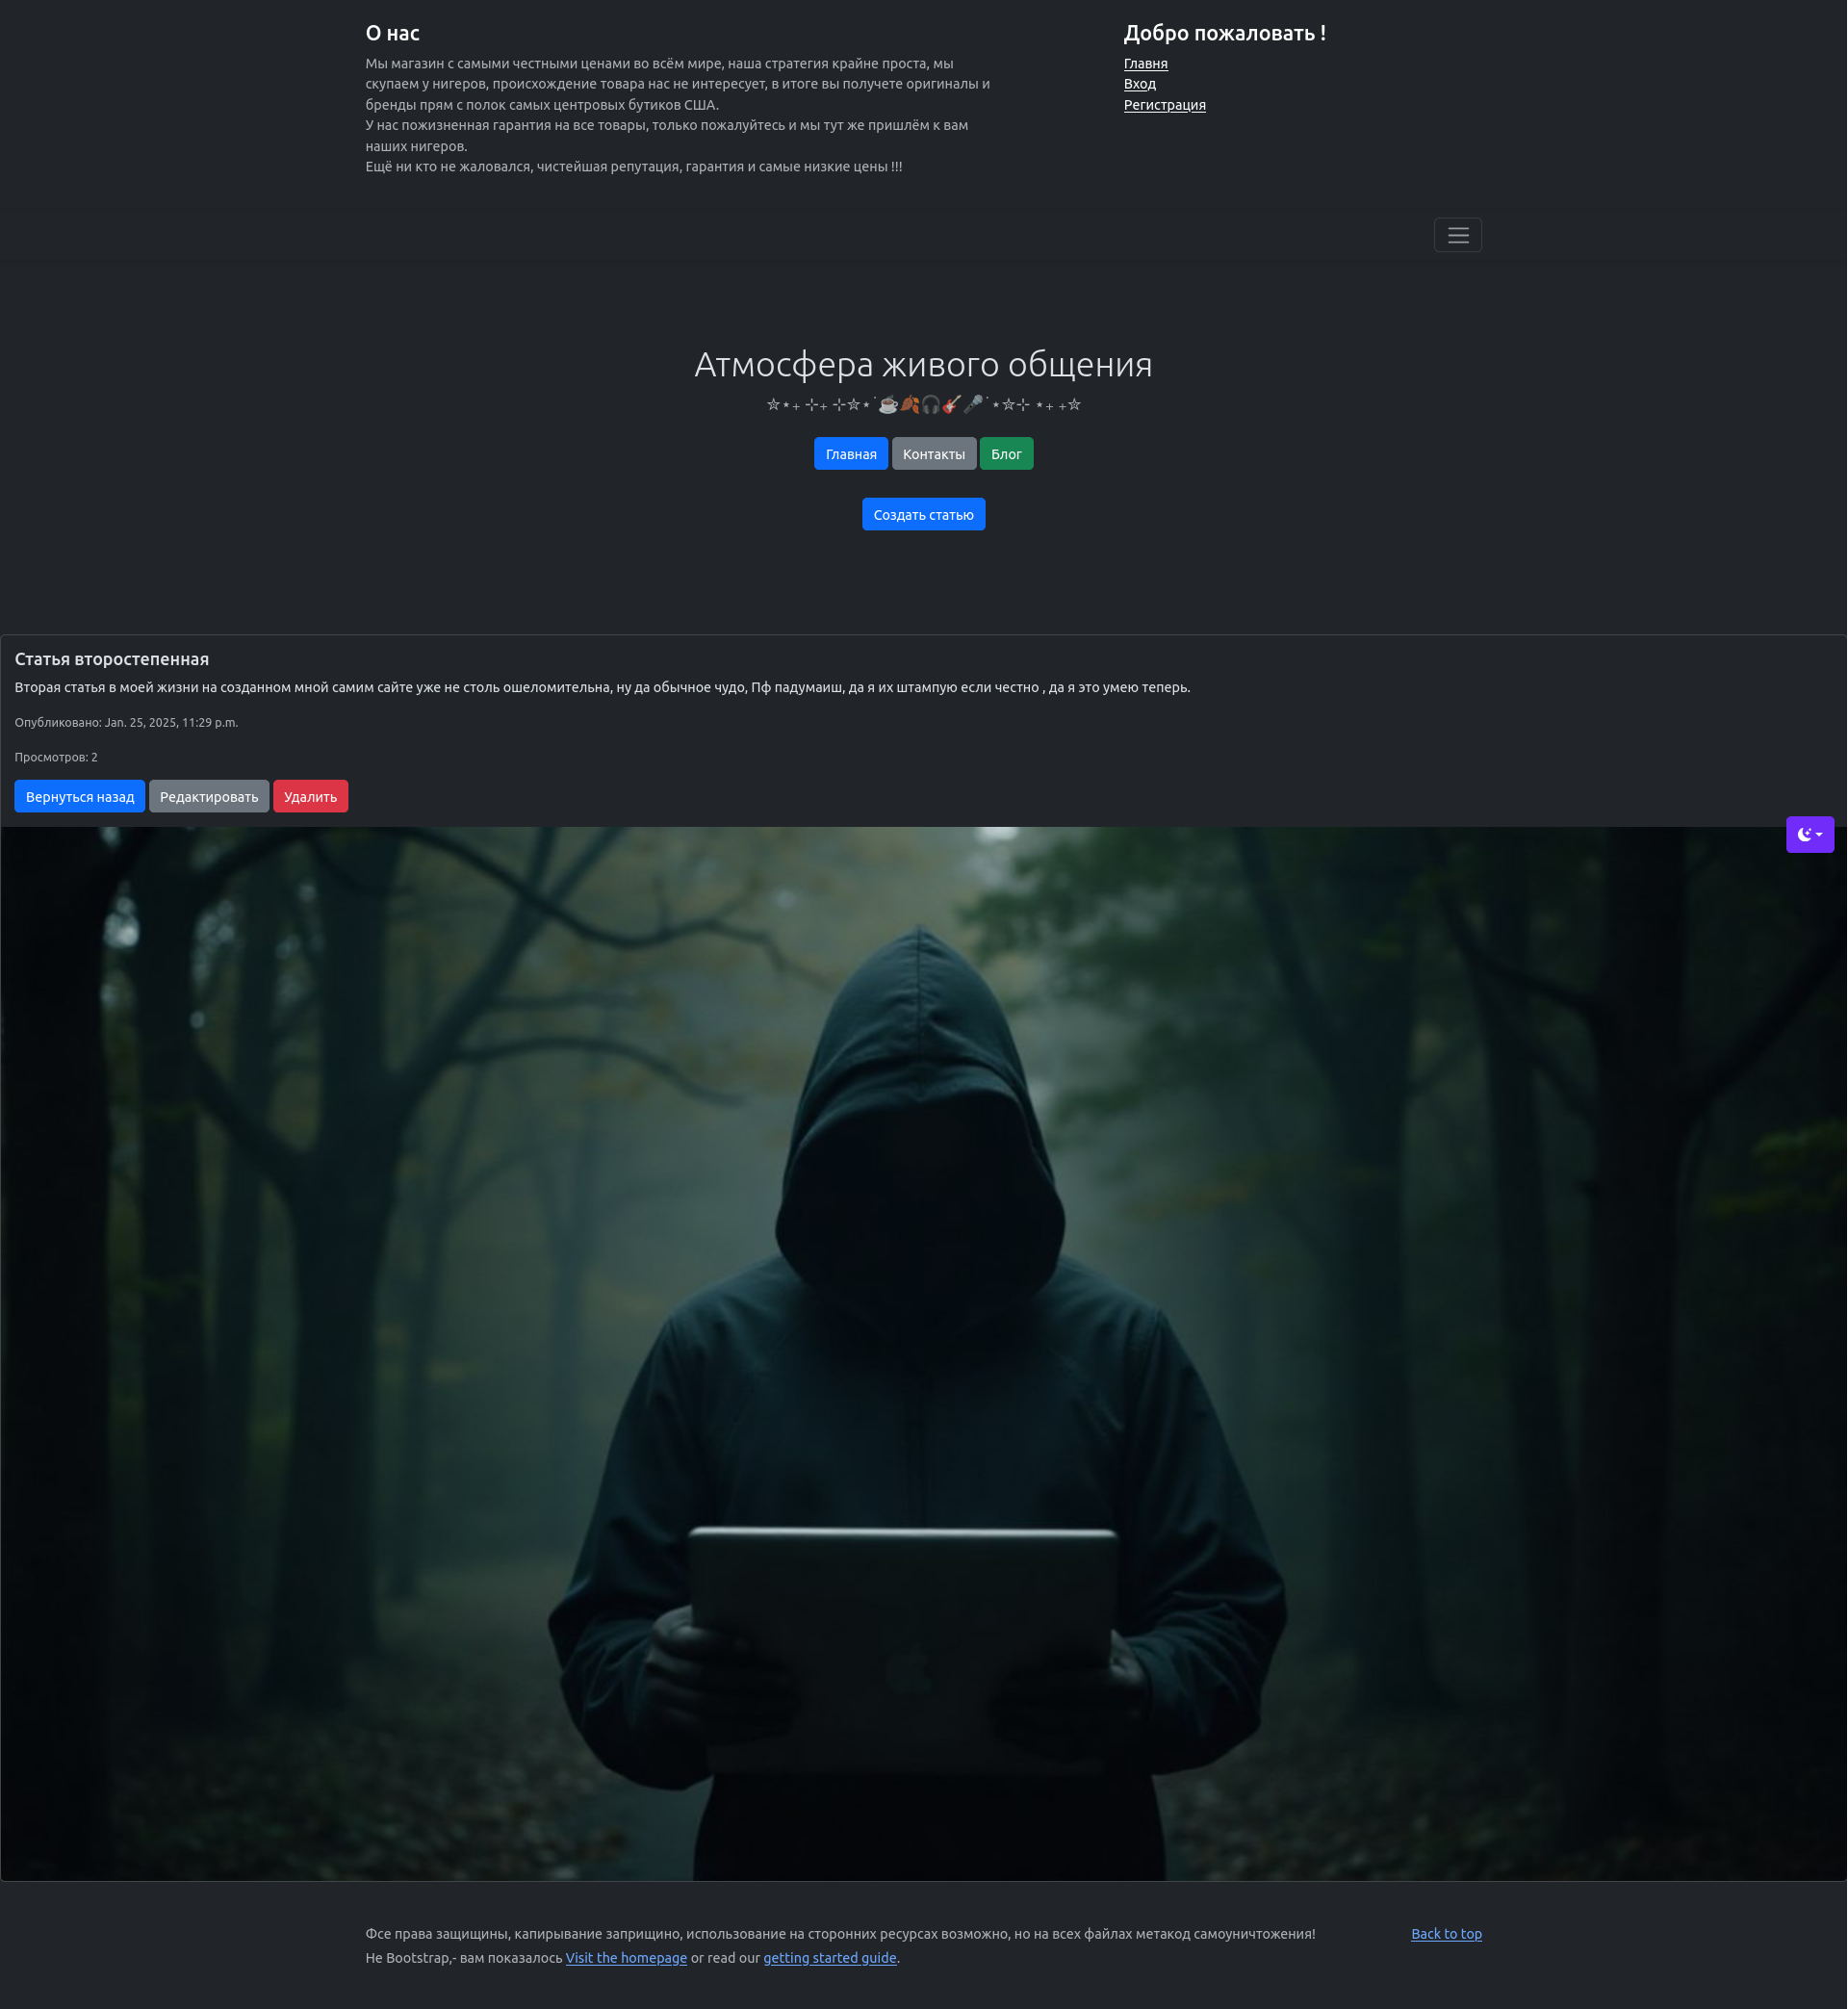 О нас
Мы магазин с самыми честными ценами во всём мире, наша стратегия крайне проста, мы
скупаем у нигеров, происхождение товара нас не интересует, в итоге вы получете оригиналы и
бренды прям с полок самых центровых бутиков США.
У нас пожизненная гарантия на все товары, только пожалуйтесь и мы тут же пришлём к вам
наших нигеров.
Ещё ни кто не жаловался, чистейшая репутация, гарантия и самые низкие цены !!!
Добро пожаловать !
Главня
Вход
Регистрация
Атмосфера живого общения
✮⋆₊ ⊹₊ ⊹✮⋆˙☕🍂🎧🎸🎤˙⋆✮⊹ ⋆₊ ₊✮
Главная Контакты Блог
Создать статью
Статья второстепенная
Вторая статья в моей жизни на созданном мной самим сайте уже не столь ошеломительна, ну да обычное чудо, Пф падумаиш, да я их штампую если честно , да я это умею теперь.
Опубликовано: Jan. 25, 2025, 11:29 p.m.
Просмотров: 2
Вернуться назад Редактировать Удалить
Фсе права защищины, капирывание заприщино, использование на сторонних ресурсах возможно, но на всех файлах метакод самоуничтожения! Back to top
Не Bootstrap,- вам показалось Visit the homepage or read our getting started guide.